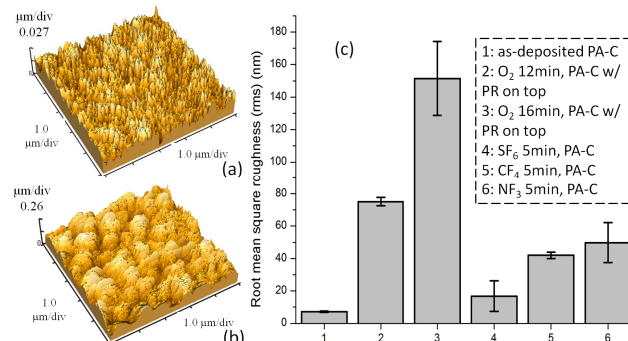 μm/div
0.027
0
1.0
μm/div
1.0 μm/div
(a)
μm/div
0.26
0
1.0
μm/div
1.0 μm/div
(b)
(c)
Root mean square rcughness (rms) (nm)
180
160
140
120
100
80
60
40
20
0
1
2
3
4
5
6
1: as-deposited PA-C
2: O₂ 12min, PA-C w/
PR on top
3: O₂ 16min, PA-C w/
PR on top
4: SF₆ 5min, PA-C
5: CF₄ 5min, PA-C
6: NF₃ 5min, PA-C